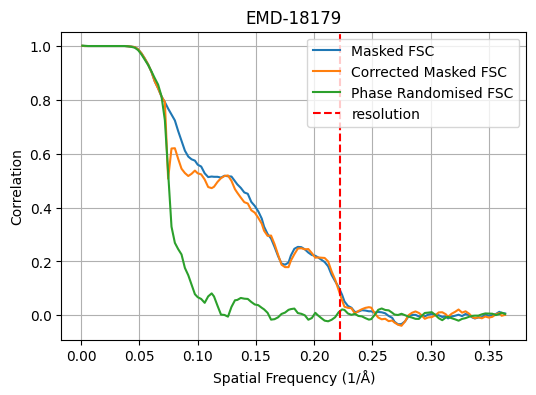 EMD-18179
Masked FSC
Corrected Masked FSC
Phase Randomised FSC
resolution
Correlation
1.0
0.8
0.6
0.4
0.2
0.0
0.00 0.05 0.10 0.15 0.20 0.25 0.30 0.35
Spatial Frequency (1/Å)